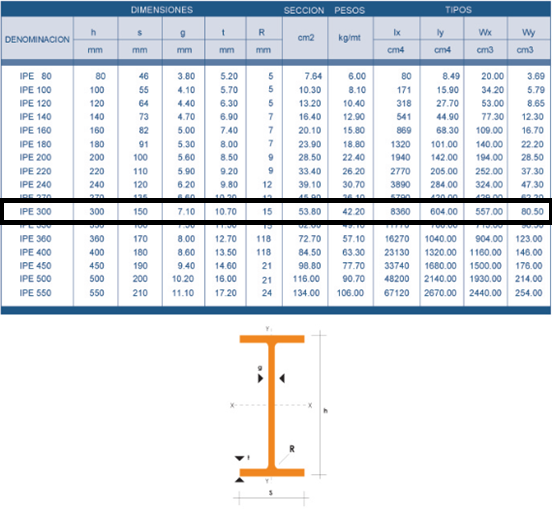 DIMENSIONES SECCION PESOS TIPOS
DENOMINACION h s g t R cm2 kg/mt Ix Iy Wx Wy
mm mm mm mm mm cm4 cm4 cm3 cm3
IPE 80 80 46 3.80 5.20 5 7.64 6.00 80 8.49 20.00 3.69
IPE 100 100 55 4.10 5.70 5 10.30 8.10 171 15.90 34.20 5.79
IPE 120 120 64 4.40 6.30 5 13.20 10.40 318 27.70 53.00 8.65
IPE 140 140 73 4.70 6.90 7 16.40 12.90 541 44.90 77.30 12.30
IPE 160 160 82 5.00 7.40 7 20.10 15.80 869 68.30 109.00 16.70
IPE 180 180 91 5.30 8.00 7 23.90 18.80 1320 101.00 140.00 22.20
IPE 200 200 100 5.60 8.50 9 28.50 22.40 1940 142.00 194.00 28.50
IPE 220 220 110 5.90 9.20 9 33.40 26.20 2770 205.00 252.00 37.30
IPE 240 240 120 6.20 9.80 12 39.10 30.70 3890 284.00 324.00 47.30
IPE 300 300 150 7.10 10.70 15 53.80 42.20 8360 604.00 557.00 80.50
IPE 360 360 170 8.00 12.70 118 72.70 57.10 16270 1040.00 904.00 123.00
IPE 400 400 180 8.60 13.50 118 84.50 63.30 23130 1320.00 1160.00 146.00
IPE 450 450 190 9.40 14.60 21 98.80 77.70 33740 1680.00 1500.00 176.00
IPE 500 500 200 10.20 16.00 21 116.00 90.70 48200 2140.00 1930.00 214.00
IPE 550 550 210 11.10 17.20 24 134.00 106.00 67120 2670.00 2440.00 254.00
Y
g
X X
h
R
Y
S